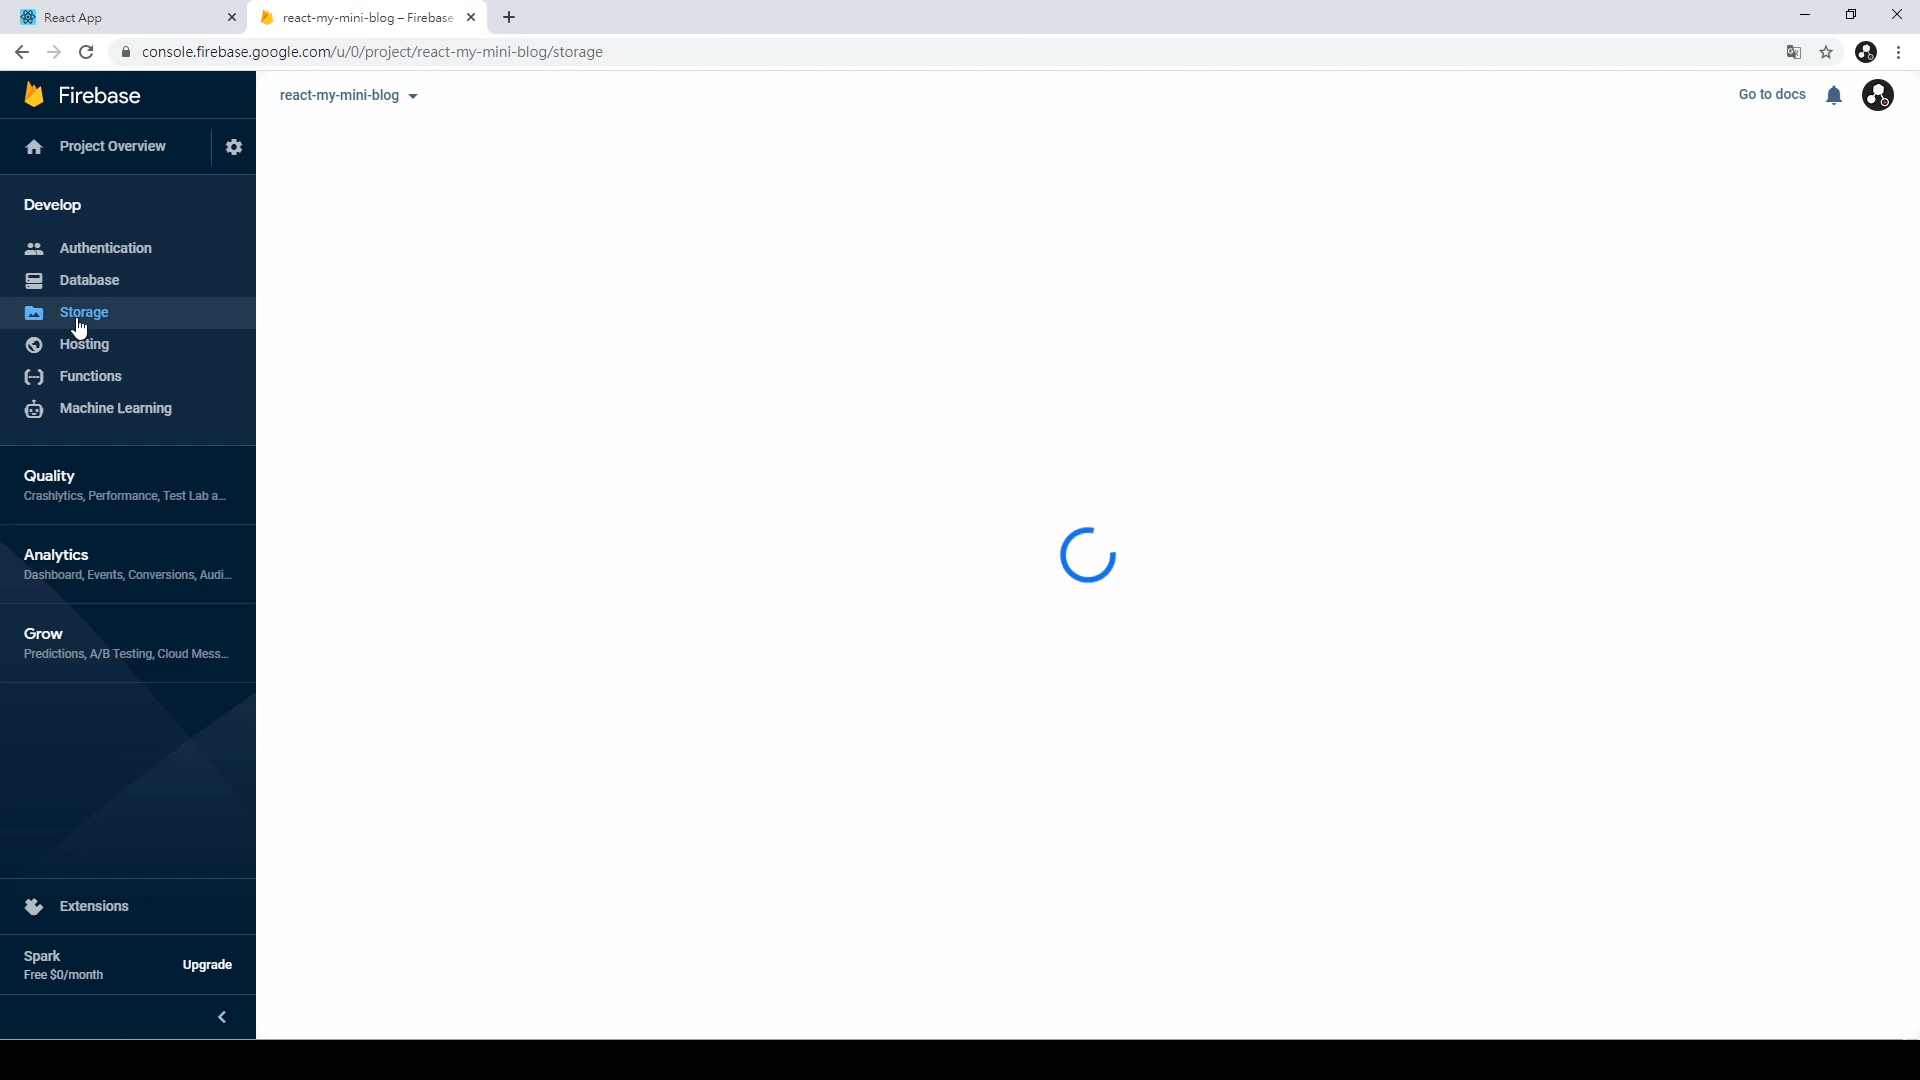 React App
react-my-mini-blog – Firebase
console.firebase.google.com/u/0/project/react-my-mini-blog/storage
Firebase
react-my-mini-blog
Go to docs
Project Overview
Develop
Authentication
Database
Storage
Hosting
Functions
Machine Learning
Quality
Crashlytics, Performance, Test Lab a...
Analytics
Dashboard, Events, Conversions, Audi...
Grow
Predictions, A/B Testing, Cloud Mess...
Extensions
Spark
Free $0/month
Upgrade